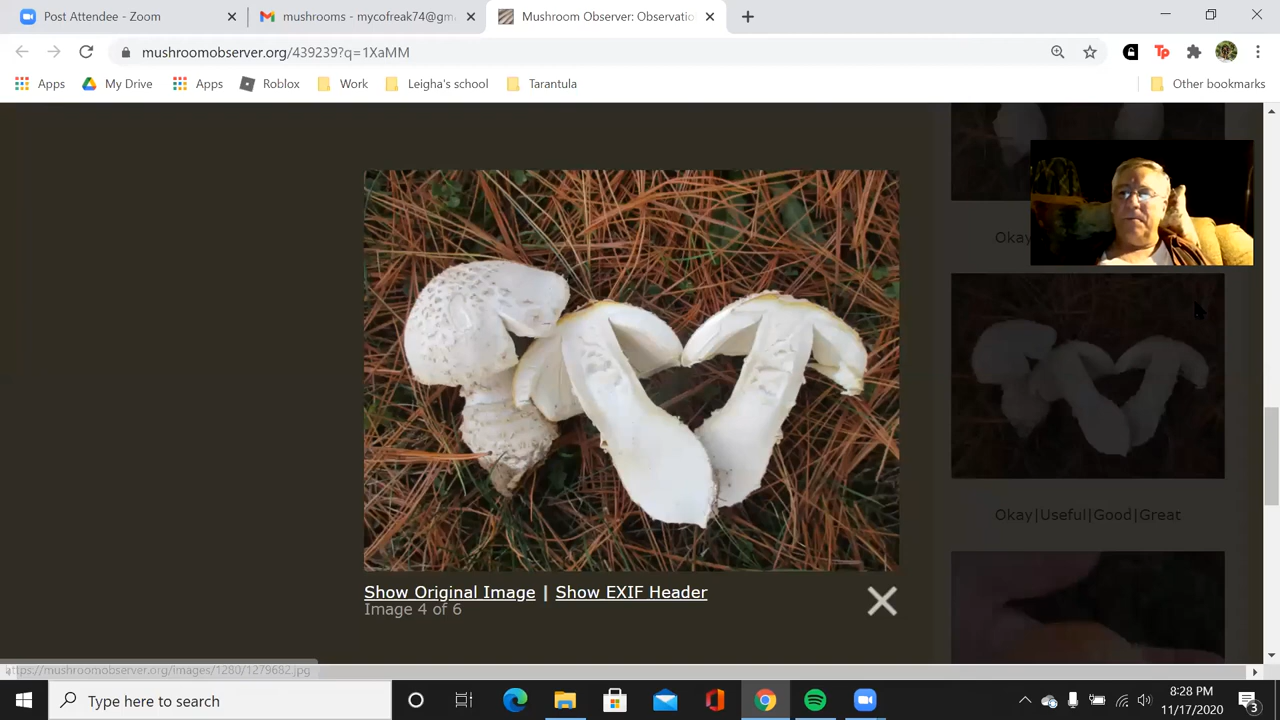 Post Attendee - Zoom
mushrooms - mycofreak74@gm
Mushroom Observer: Observatio
mushroomobserver.org/439239?q=1XaMM
Tp
Apps
My Drive
Apps
Roblox
Work
Leigha's school
Tarantula
Other bookmarks
Okay
Okay|Useful|Good|Great
Show Original Image | Show EXIF Header
Image 4 of 6
https://mushroomobserver.org/images/1280/1279682.jpg
Type here to search
8:28 PM
11/17/2020
3